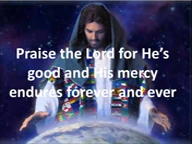 Praise the Lord for He's
good and His mercy
endures forever and ever